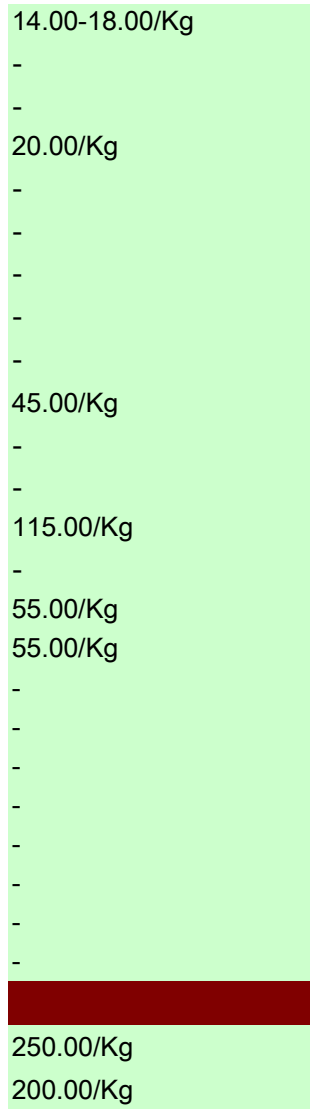 14.00-18.00/Kg
-
-
20.00/Kg
-
-
-
-
-
45.00/Kg
-
-
115.00/Kg
-
55.00/Kg
55.00/Kg
-
-
-
-
-
-
-
-
250.00/Kg
200.00/Kg